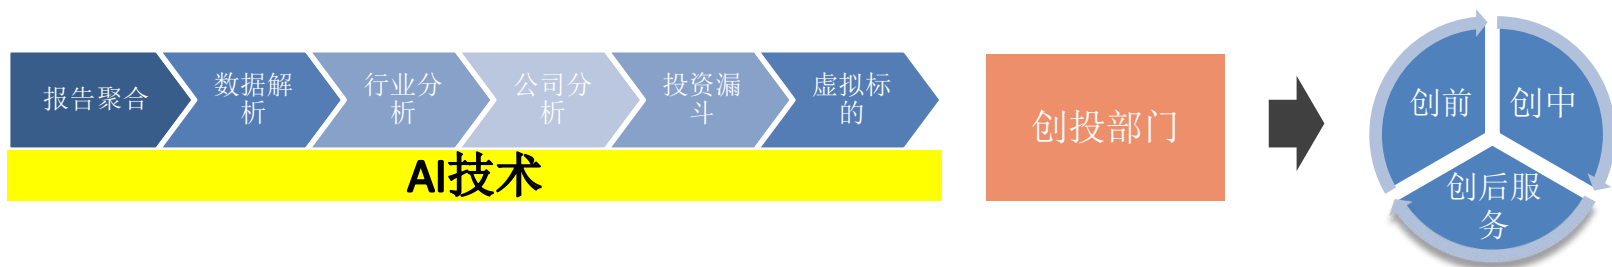 报告聚合
数据解
析
行业分
析
公司分
析
投资漏
斗
虚拟标
的
AI技术
创投部门
创前
创中
创后服
务